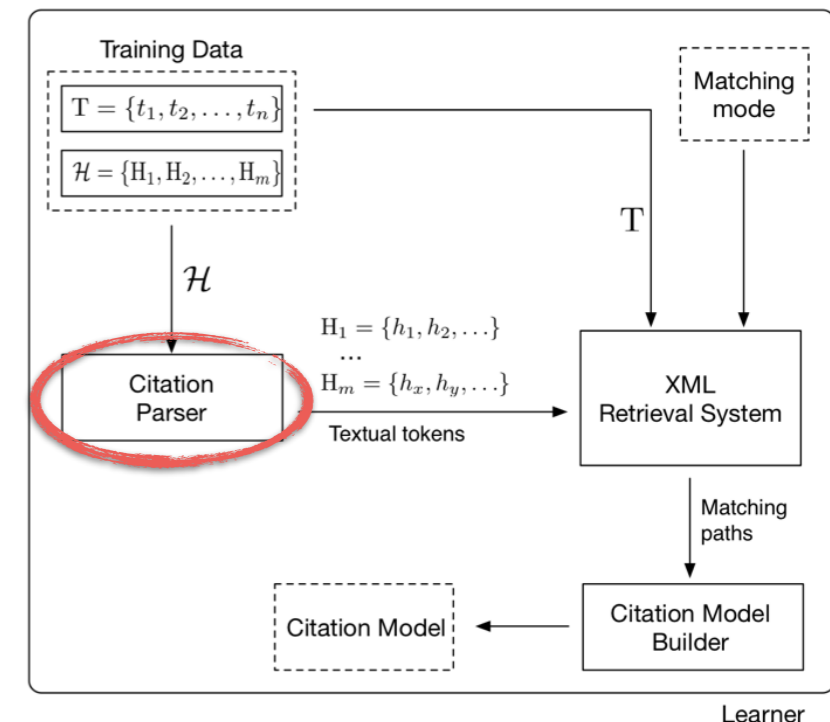 Training Data
T = {t₁, t₂, . . . , tₙ}
ℋ = {H₁, H₂, . . . , Hₘ}
Matching
mode
T
ℋ
H₁ = {h₁, h₂, . . .}
...
Hₘ = {hₓ, hᵧ, . . .}
Citation
Parser
Textual tokens
XML
Retrieval System
Matching
paths
Citation Model
Citation Model
Builder
Learner